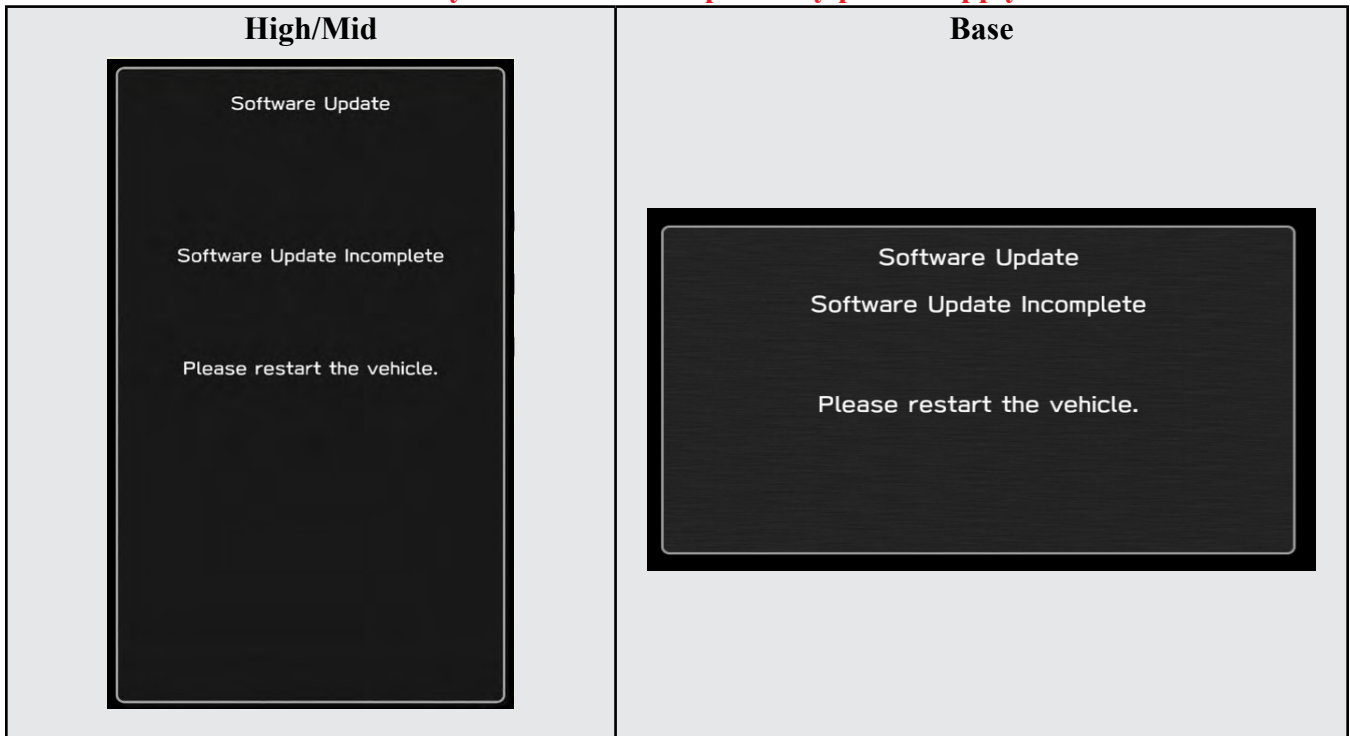 High/Mid
Base
Software Update
Software Update Incomplete
Please restart the vehicle.
Software Update
Software Update Incomplete
Please restart the vehicle.